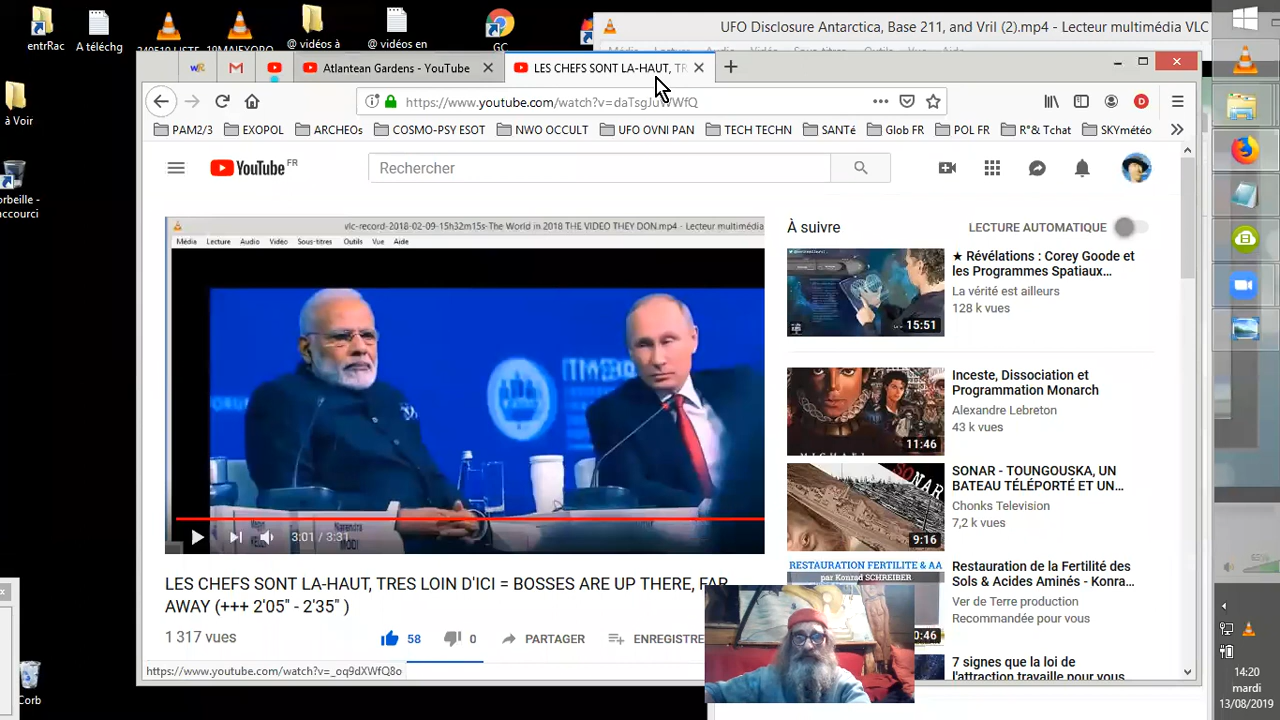 entrRac
A téléchg
@ vidéos à
@ vidéos en
GC
UFO Disclosure Antarctica, Base 211, and Vril (2).mp4 - Lecteur multimédia VLC
Atlantean Gardens - YouTube
LES CHEFS SONT LA-HAUT, TR
à Voir
https://www.youtube.com/watch?v=
PAM2/3
EXOPOL
ARCHEOs
COSMO-PSY ESOT
NWO OCCULT
UFO OVNI PAN
TECH TECHN
SANTé
Glob FR
POL FR
R°& Tchat
SKYmétéo
YouTube FR
Rechercher
orbeille -
accourci
vlc-record-2018-02-09-15h32m15s-The World in 2018 THE VIDEO THEY DON.mp4 - Lecteur multimédia
Média Lecture Audio Vidéo Sous-titres Outils Vue Aide
Narendra
MODI
3:01 / 3:31
LES CHEFS SONT LA-HAUT, TRES LOIN D'ICI = BOSSES ARE UP THERE, FAR
AWAY (+++ 2'05" - 2'35" )
1 317 vues
58
0
PARTAGER
ENREGISTRE
https://www.youtube.com/watch?v=_oq9dXWfQ8o
À suivre
LECTURE AUTOMATIQUE
★ Révélations : Corey Goode et
les Programmes Spatiaux...
La vérité est ailleurs
128 k vues
15:51
Inceste, Dissociation et
Programmation Monarch
Alexandre Lebreton
43 k vues
11:46
SONAR - TOUNGOUSKA, UN
BATEAU TÉLÉPORTÉ ET UN...
Chonks Television
7,2 k vues
SONAR
9:16
RESTAURATION FERTILITE & AA
par Konrad SCHREIBER
0:46
Restauration de la Fertilité des
Sols & Acides Aminés - Konra...
Ver de Terre production
Recommandée pour vous
7 signes que la loi de
l'attraction travaille pour vous
Corb
14:20
mardi
13/08/2019